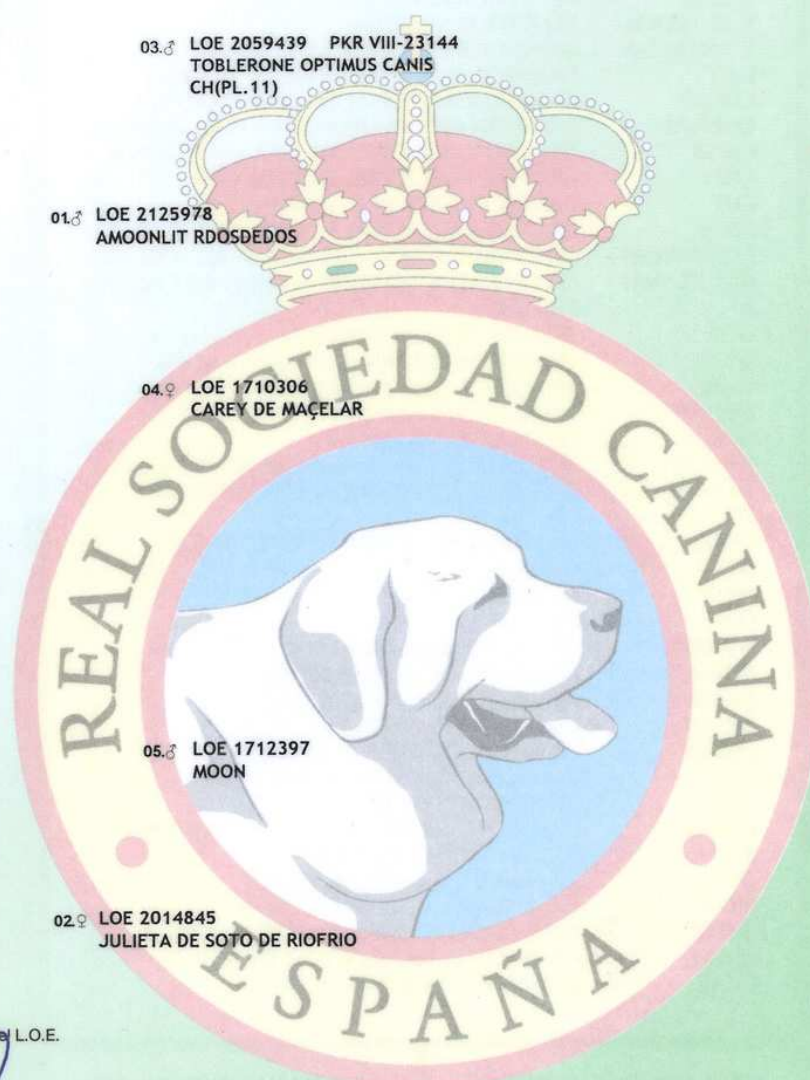 03.♂ LOE 2059439 PKR VIII-23144
TOBLERONE OPTIMUS CANIS
CH(PL.11)
01.♂ LOE 2125978
AMOONLIT RDOSDEDOS
04.♀ LOE 1710306
CAREY DE MAÇELAR
REAL SOCIEDAD CANINA
05.♂ LOE 1712397
MOON
02.♀ LOE 2014845
JULIETA DE SOTO DE RIOFRIO
ESPAÑA
L.O.E.